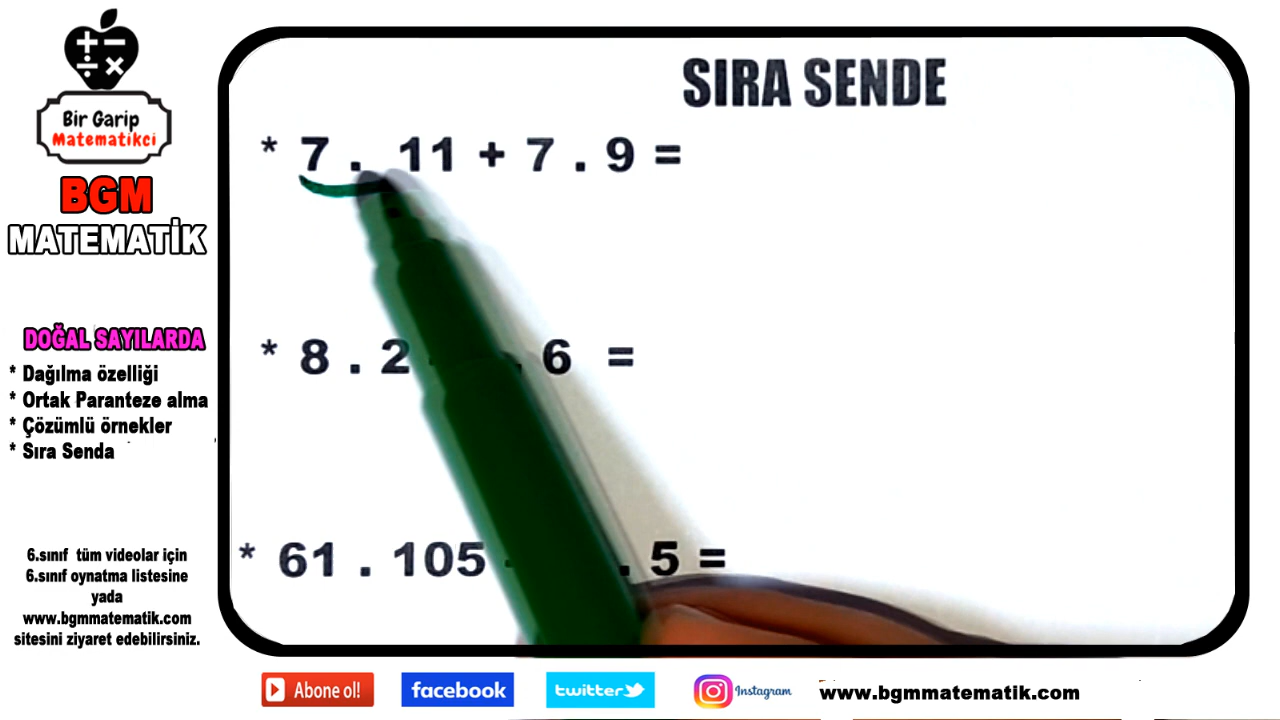 Bir Garip
Matematikci
BGM
MATEMATİK
DOĞAL SAYILARDA
* Dağılma özelliği
* Ortak Paranteze alma
* Çözümlü örnekler
* Sıra Senda
6.sınıf tüm videolar için
6.sınıf oynatma listesine
yada
www.bgmmatematik.com
sitesini ziyaret edebilirsiniz.
SIRA SENDE
* 7 . 11 + 7 . 9 =
* 8 . 2 . 6 =
* 61 . 105 . 5 =
Abone ol!
facebook
twitter
Instagram
www.bgmmatematik.com